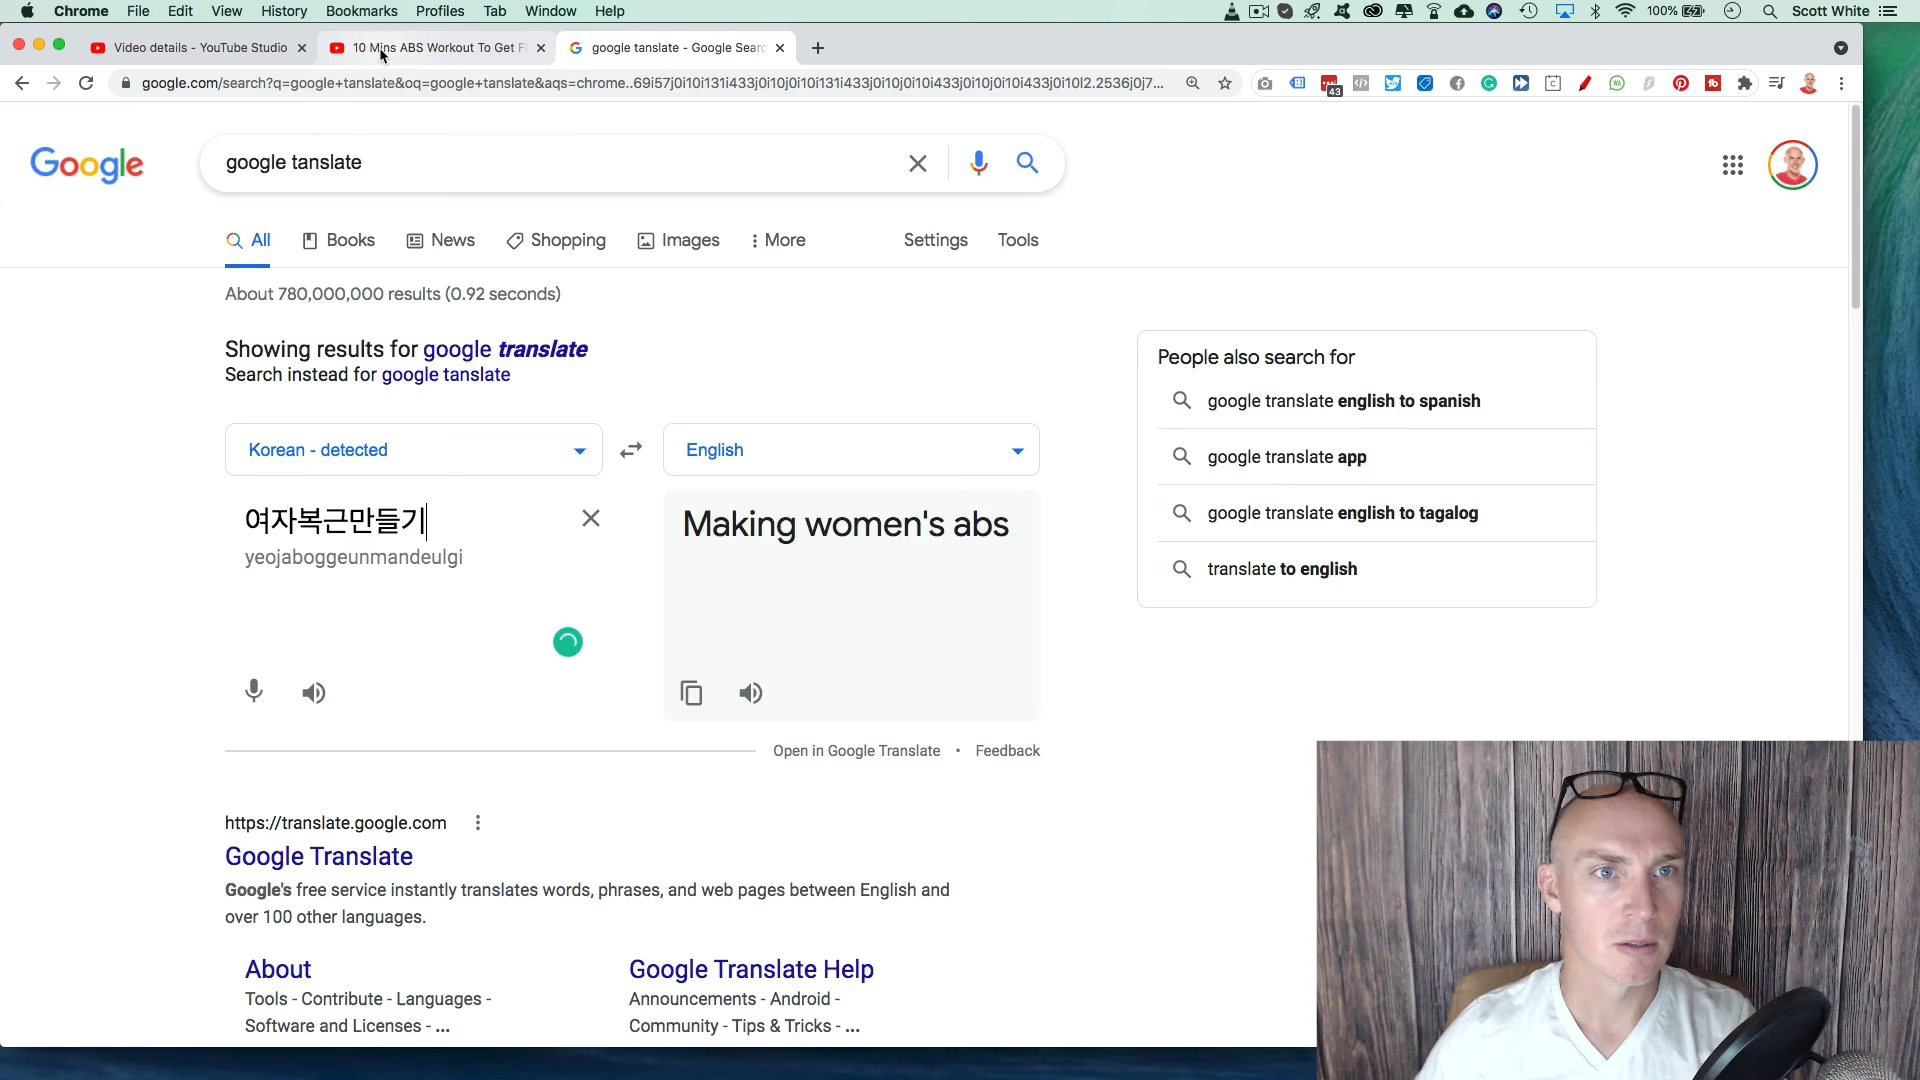 Chrome File Edit View History Bookmarks Profiles Tab Window Help 100% Scott White
Video details - YouTube Studio 10 Mins ABS Workout To Get Fl google tanslate - Google Searc
google.com/search?q=google+tanslate&oq=google+tanslate&aqs=chrome..69i57j0i10i131i433j0i10j0i10i131i433j0i10j0i10i433j0i10j0i10i433j0i10l2.2536j0j7... 43
Google google tanslate
All Books News Shopping Images More Settings Tools
About 780,000,000 results (0.92 seconds)
Showing results for google translate
Search instead for google tanslate
Korean - detected English
여자복근만들기 Making women's abs
yeojaboggeunmandeulgi
Open in Google Translate • Feedback
People also search for
google translate english to spanish
google translate app
google translate english to tagalog
translate to english
https://translate.google.com
Google Translate
Google's free service instantly translates words, phrases, and web pages between English and
over 100 other languages.
About Google Translate Help
Tools - Contribute - Languages - Announcements - Android -
Software and Licenses - ... Community - Tips & Tricks - ...